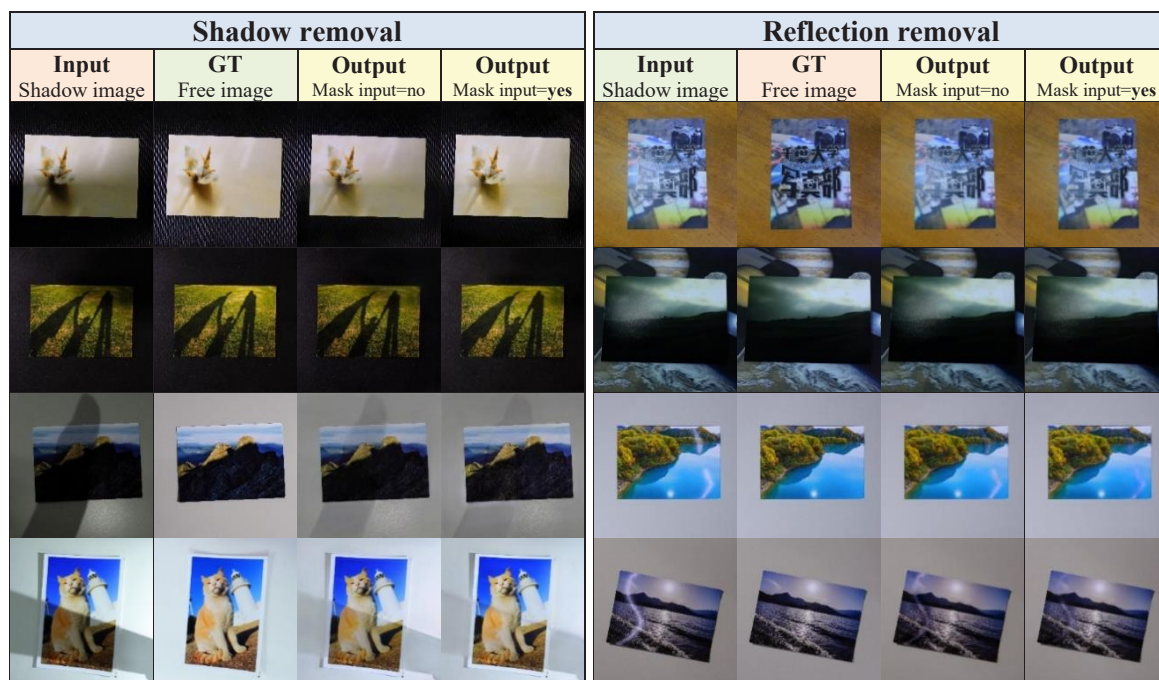 Shadow removal
Input
Shadow image
GT
Free image
Output
Mask input=no
Output
Mask input=yes
Reflection removal
Input
Shadow image
GT
Free image
Output
Mask input=no
Output
Mask input=yes